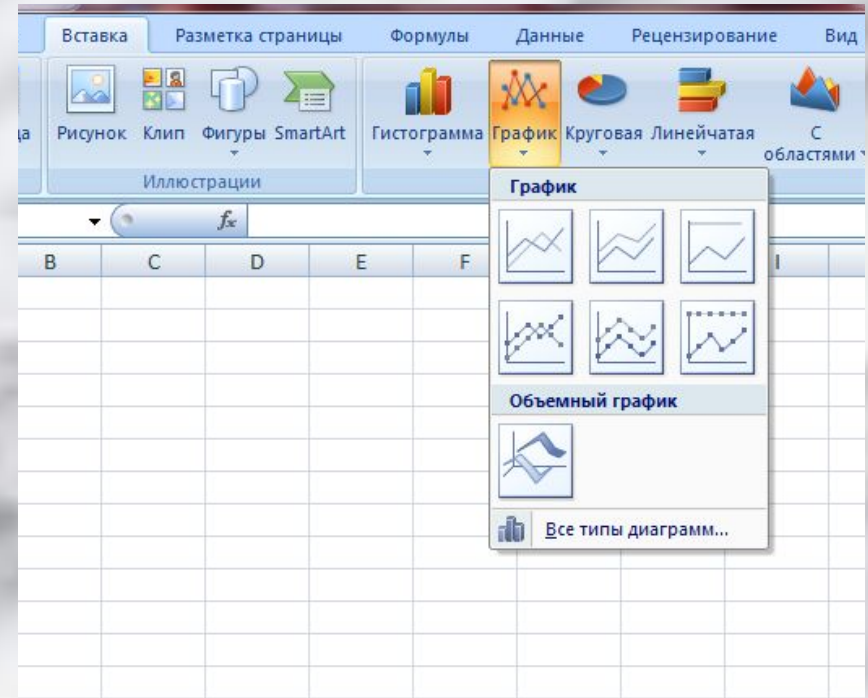 Вставка Разметка страницы Формулы Данные Рецензирование Вид
Рисунок Клип Фигуры SmartArt Гистограмма График Круговая Линейчатая С областями
Иллюстрации
График
fx
B C D E F I
Объемный график
Все типы диаграмм...